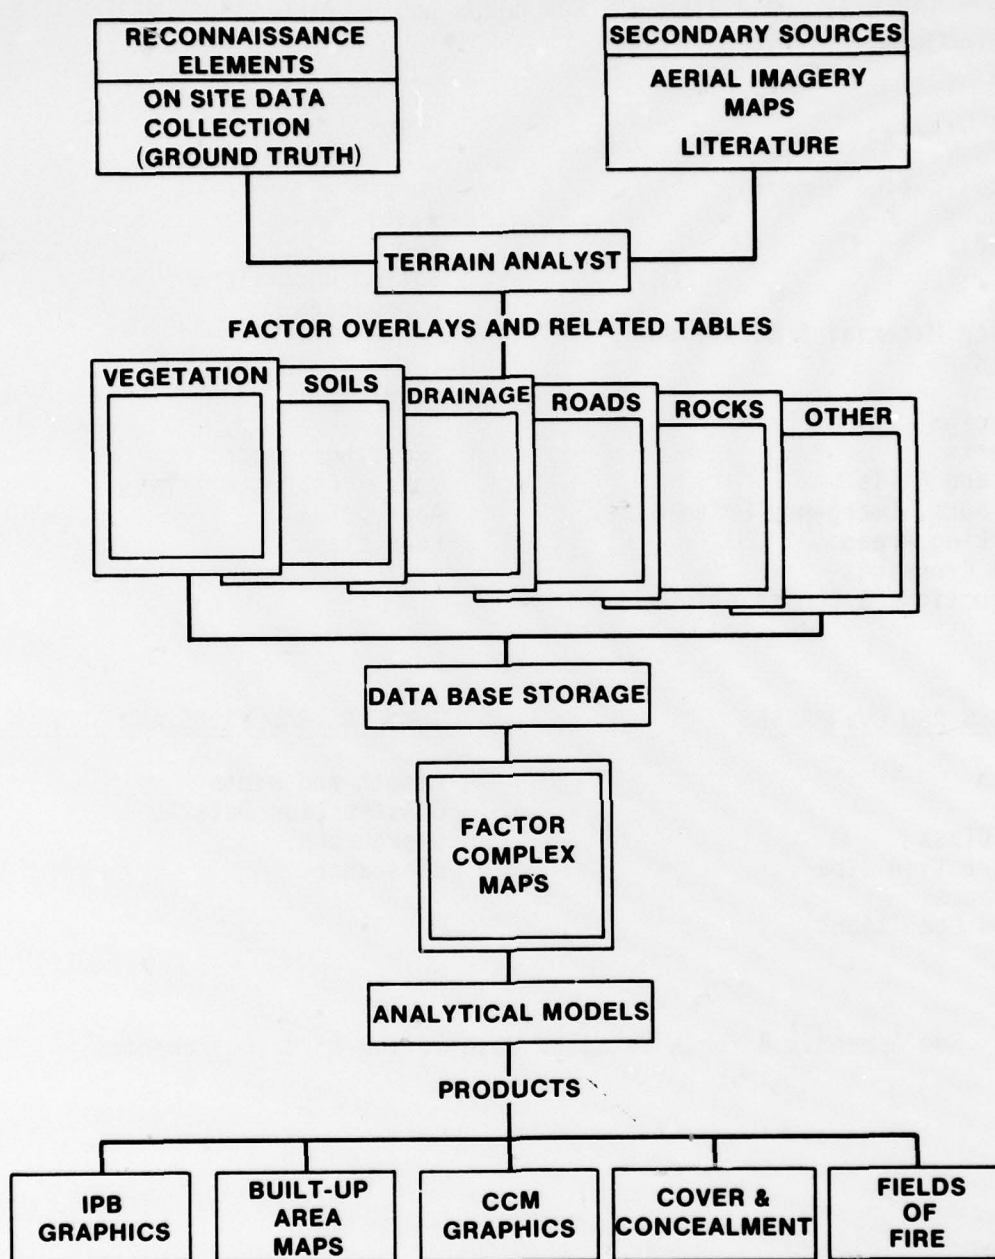 RECONNAISSANCE
ELEMENTS
ON SITE DATA
COLLECTION
(GROUND TRUTH)
SECONDARY SOURCES
AERIAL IMAGERY
MAPS
LITERATURE
TERRAIN ANALYST
FACTOR OVERLAYS AND RELATED TABLES
VEGETATION
SOILS
DRAINAGE
ROADS
ROCKS
OTHER
DATA BASE STORAGE
FACTOR
COMPLEX
MAPS
ANALYTICAL MODELS
PRODUCTS
IPB
GRAPHICS
BUILT-UP
AREA
MAPS
CCM
GRAPHICS
COVER &
CONCEALMENT
FIELDS
OF
FIRE